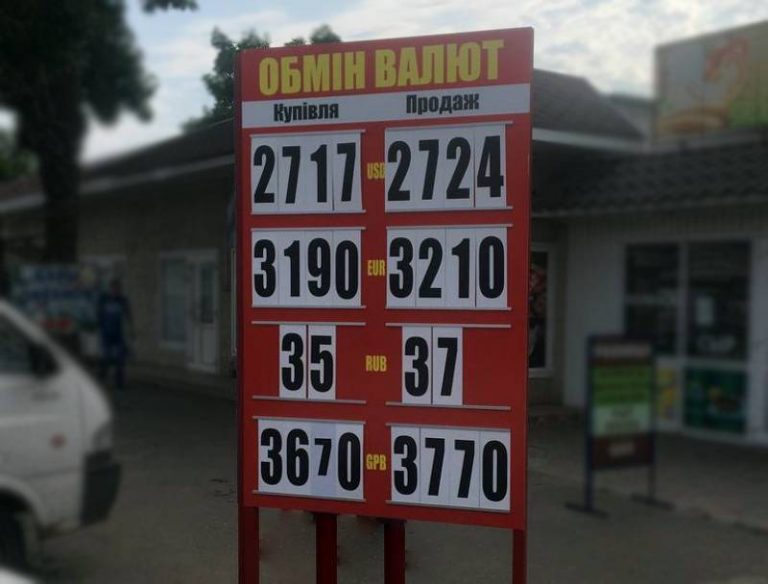 ОБМІН ВАЛЮТ
Купівля Продаж
2717 USD 2724
3190 EUR 3210
35 RUB 37
3670 GPB 3770